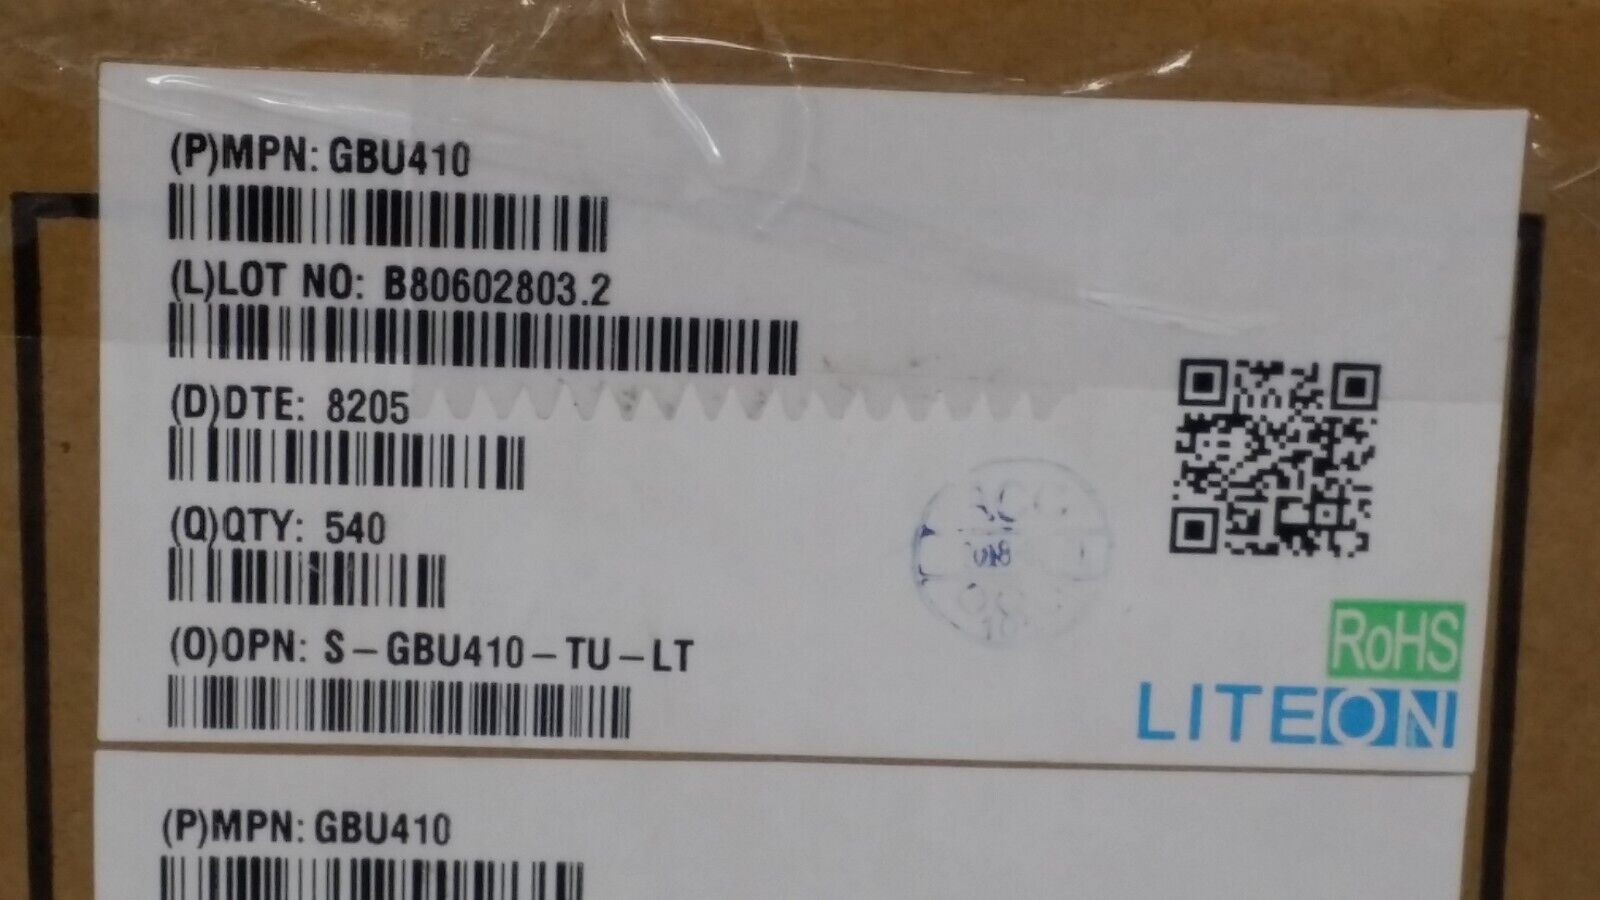 (P)MPN: GBU410
(L)LOT NO: B80602803.2
(D)DTE: 8205
(Q)QTY: 540
(O)OPN: S-GBU410-TU-LT
RoHS
LITEON
(P)MPN: GBU410